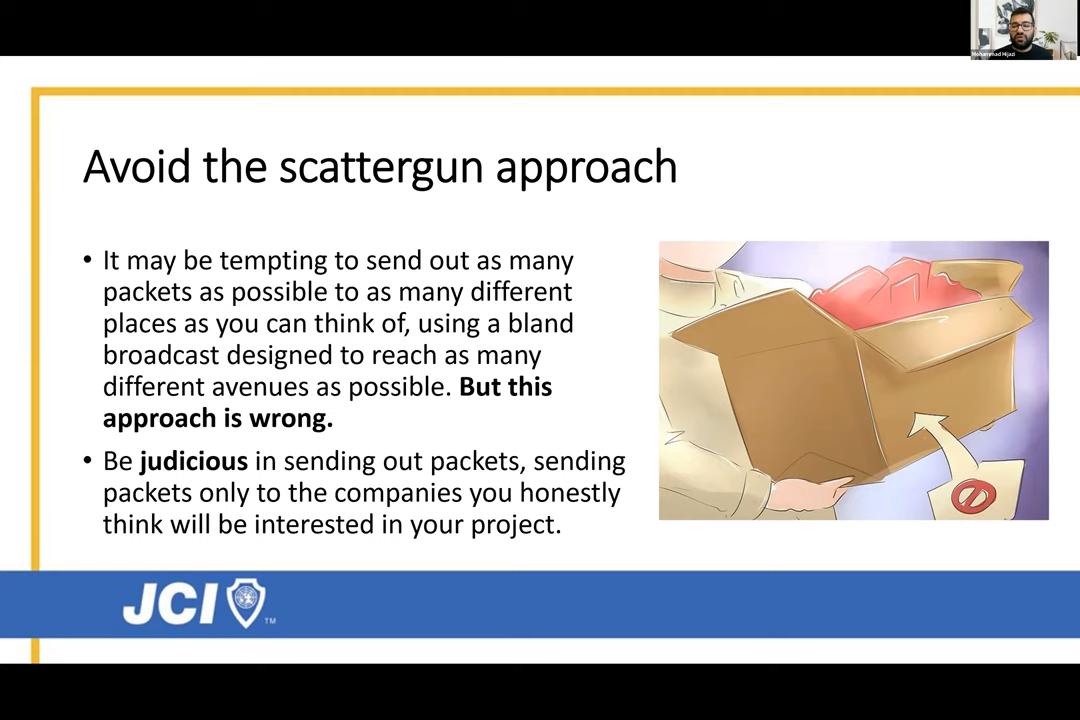 Mohammad Hijazi
Avoid the scattergun approach
• It may be tempting to send out as many
packets as possible to as many different
places as you can think of, using a bland
broadcast designed to reach as many
different avenues as possible. But this
approach is wrong.
• Be judicious in sending out packets, sending
packets only to the companies you honestly
think will be interested in your project.
JCI
TM